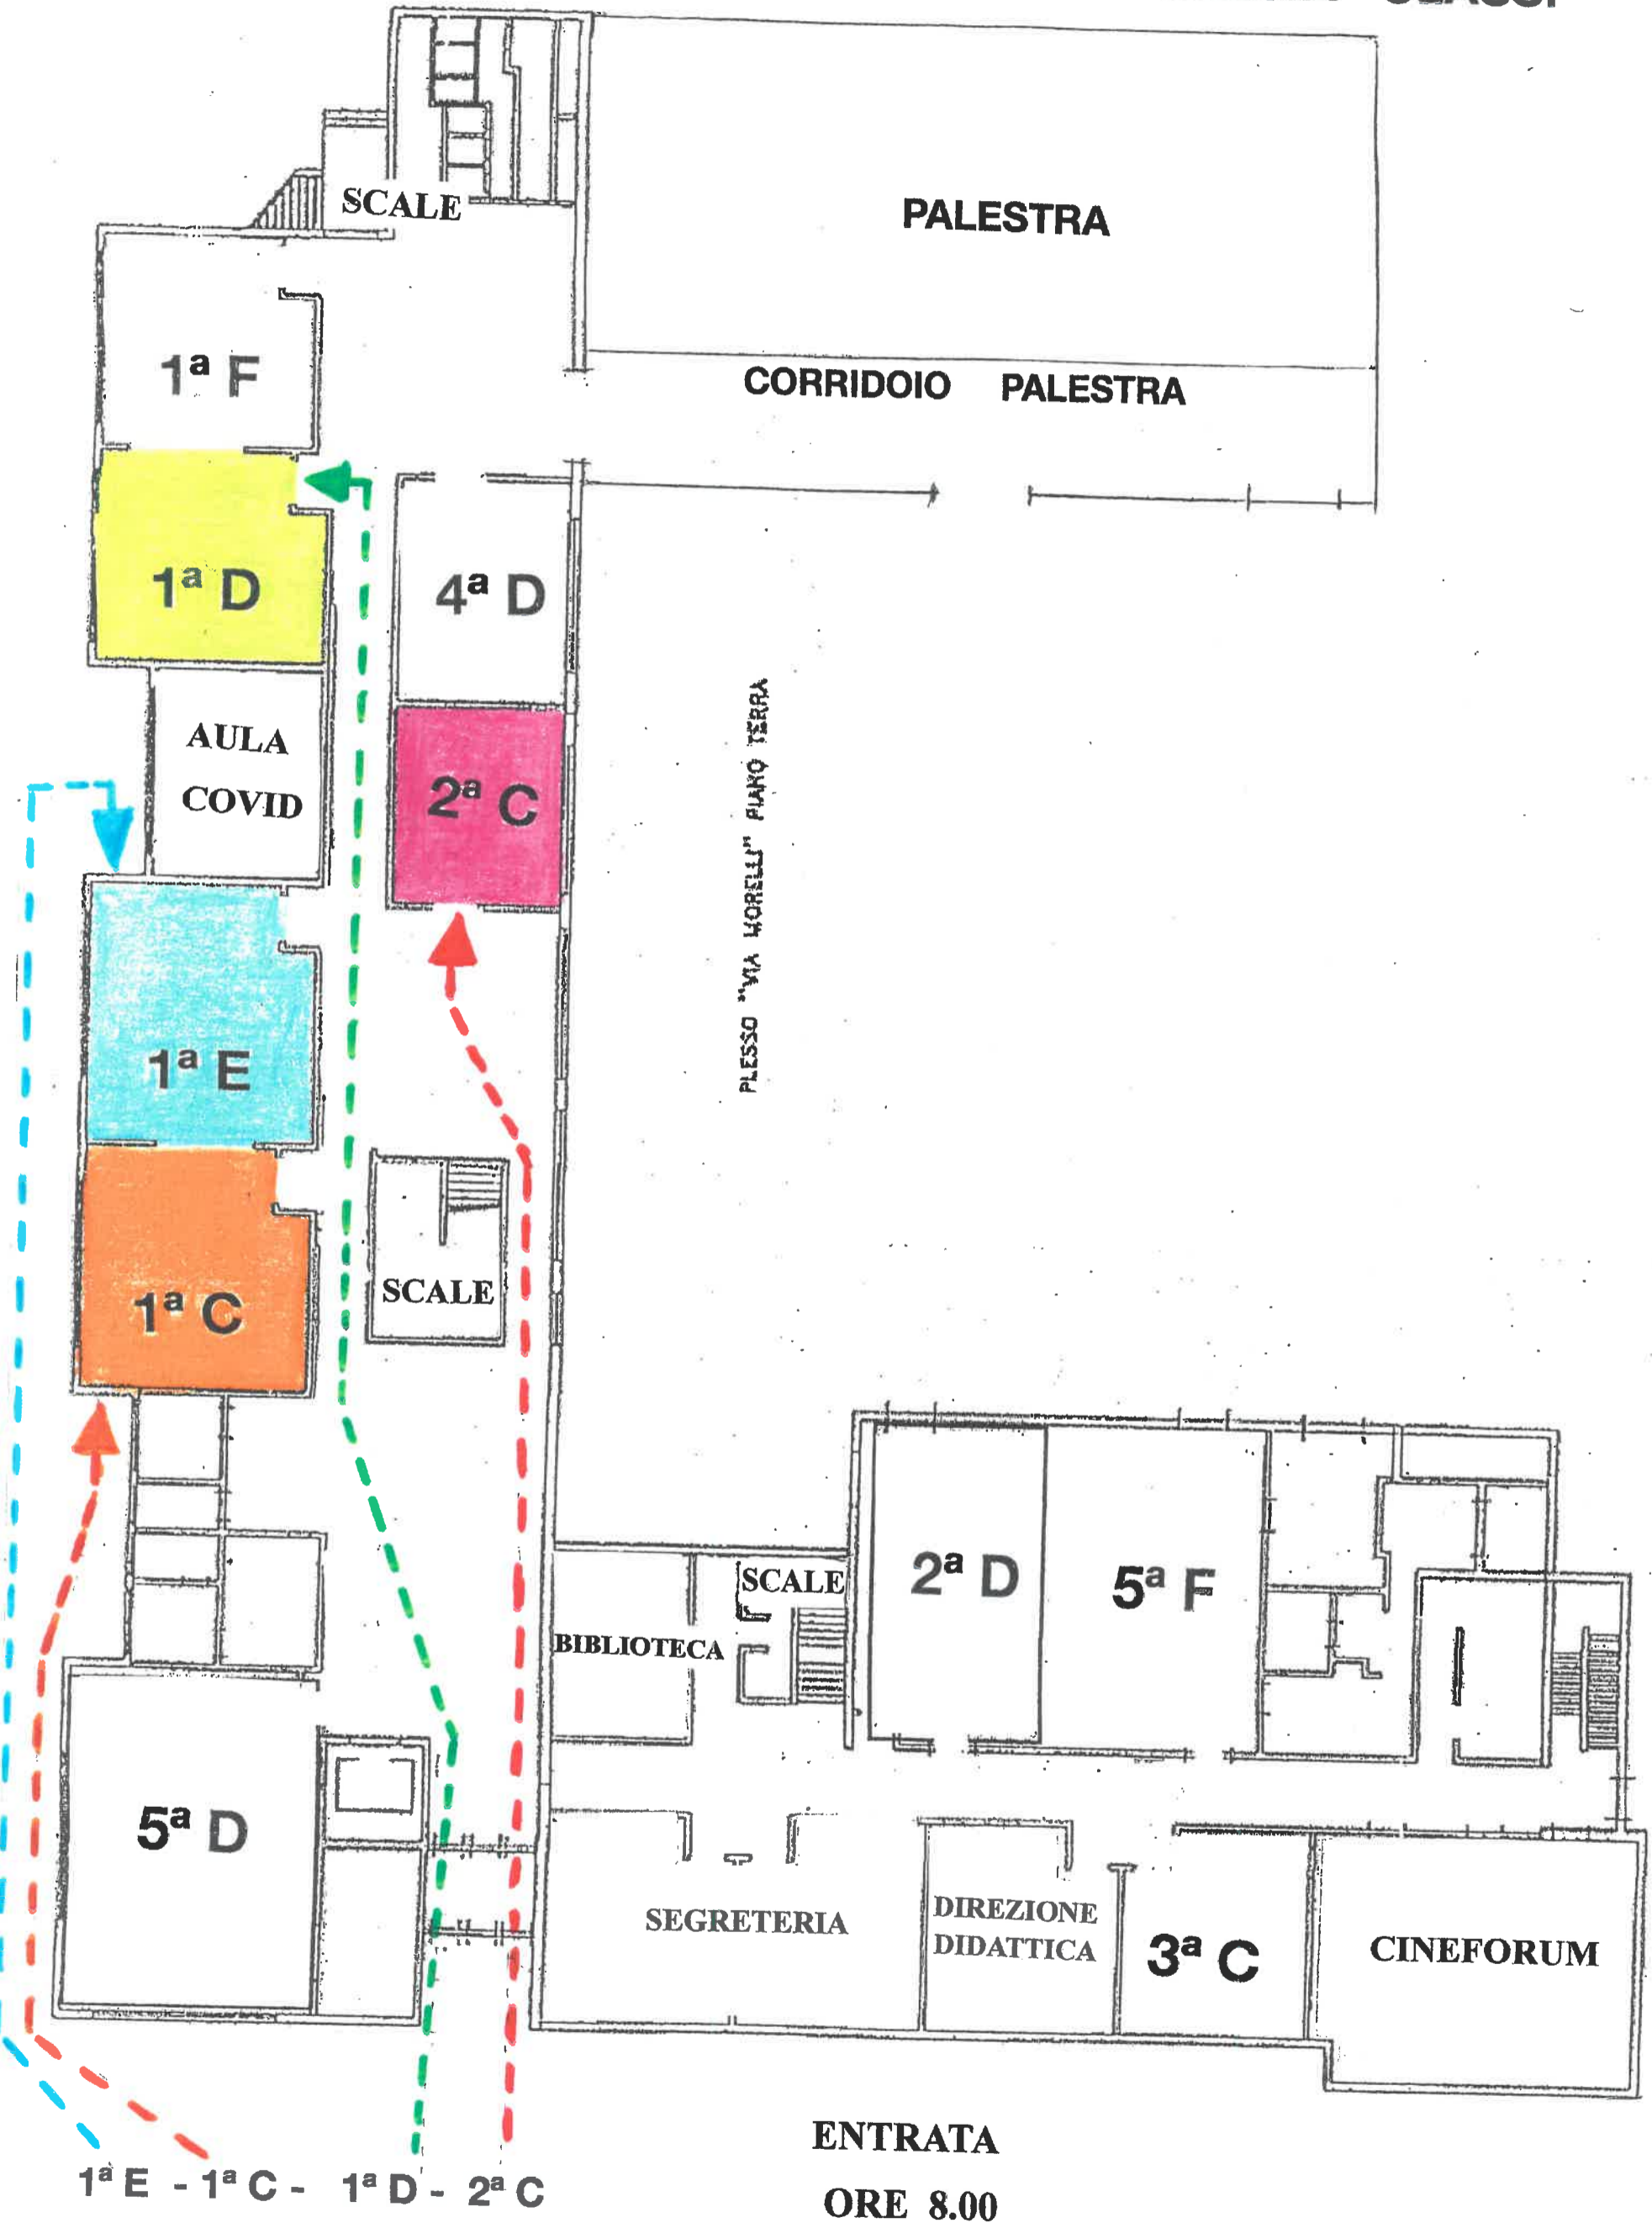 SCALE
PALESTRA
1ª F
CORRIDOIO PALESTRA
1ª D
4ª D
AULA
COVID
2ª C
PLESSO "VIA MORELLI" PIANO TERRA
1ª E
1ª C
SCALE
2ª D
5ª F
SCALE
BIBLIOTECA
5ª D
SEGRETERIA
DIREZIONE
DIDATTICA
3ª C
CINEFORUM
1ª E - 1ª C - 1ª D - 2ª C
ENTRATA
ORE 8.00